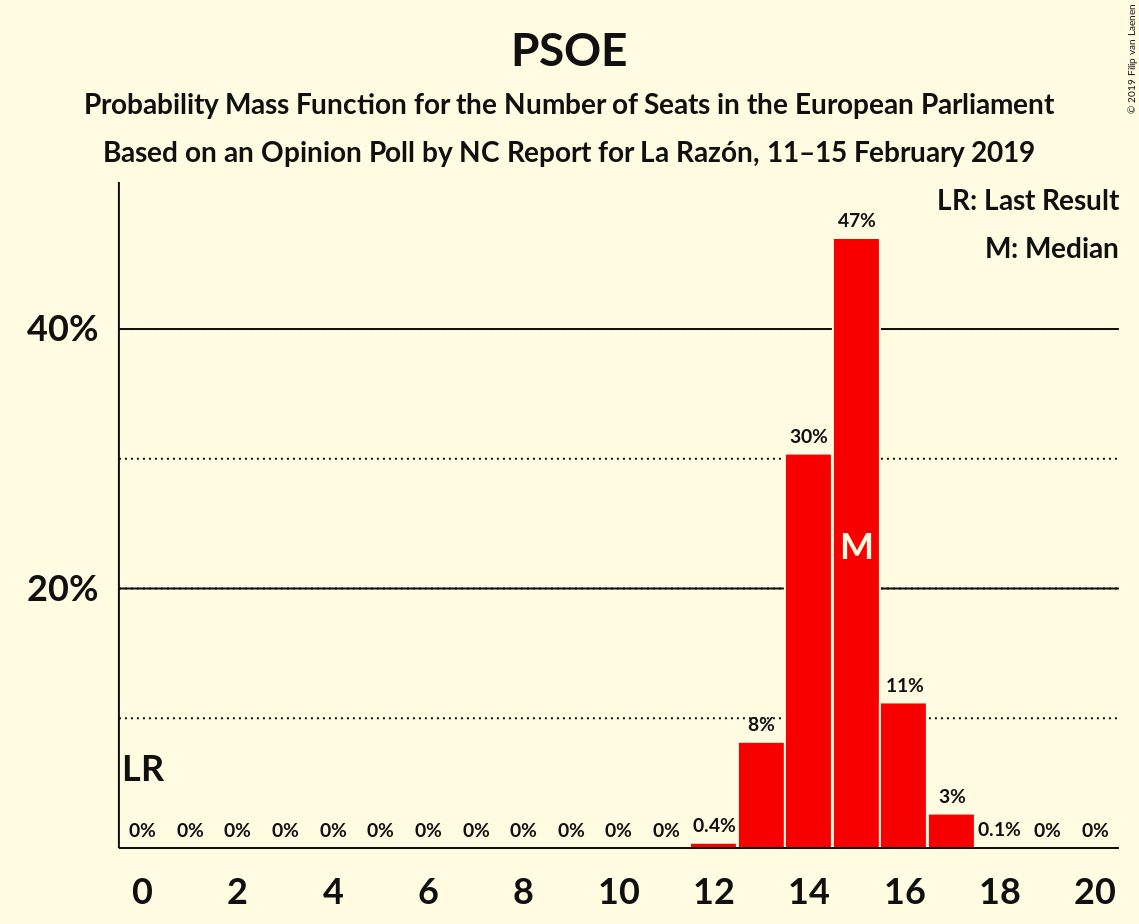 PSOE
Probability Mass Function for the Number of Seats in the European Parliament
Based on an Opinion Poll by NC Report for La Razón, 11–15 February 2019
© 2019 Filip van Laenen
LR: Last Result
M: Median
47%
40%
30%
M
20%
11%
8%
LR
3%
0% 0% 0% 0% 0% 0% 0% 0% 0% 0% 0% 0% 0.4% 0.1% 0% 0%
0 2 4 6 8 10 12 14 16 18 20